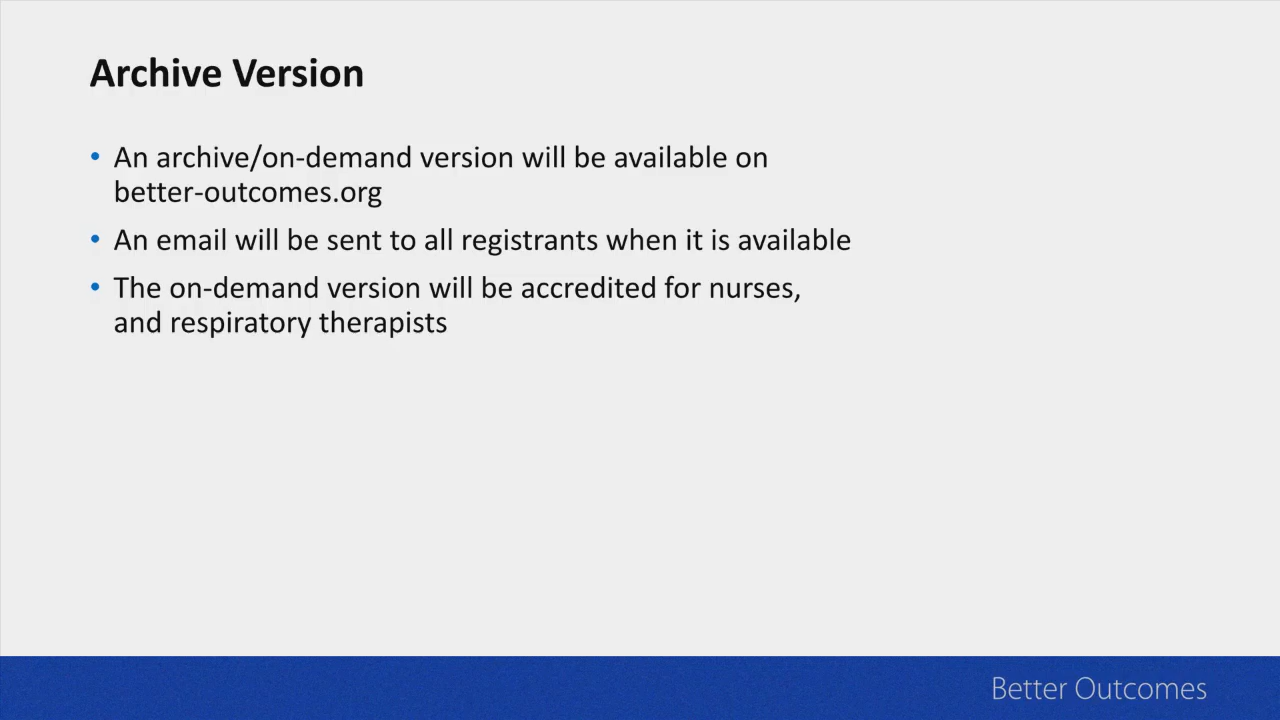 Archive Version
• An archive/on-demand version will be available on
better-outcomes.org
• An email will be sent to all registrants when it is available
• The on-demand version will be accredited for nurses,
and respiratory therapists
Better Outcomes